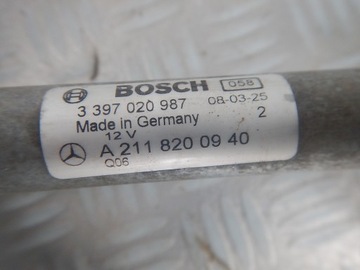 BOSCH 058
3 397 020 987 08-03-25
Made in Germany 2
12 V
A 211 820 09 40
Q06